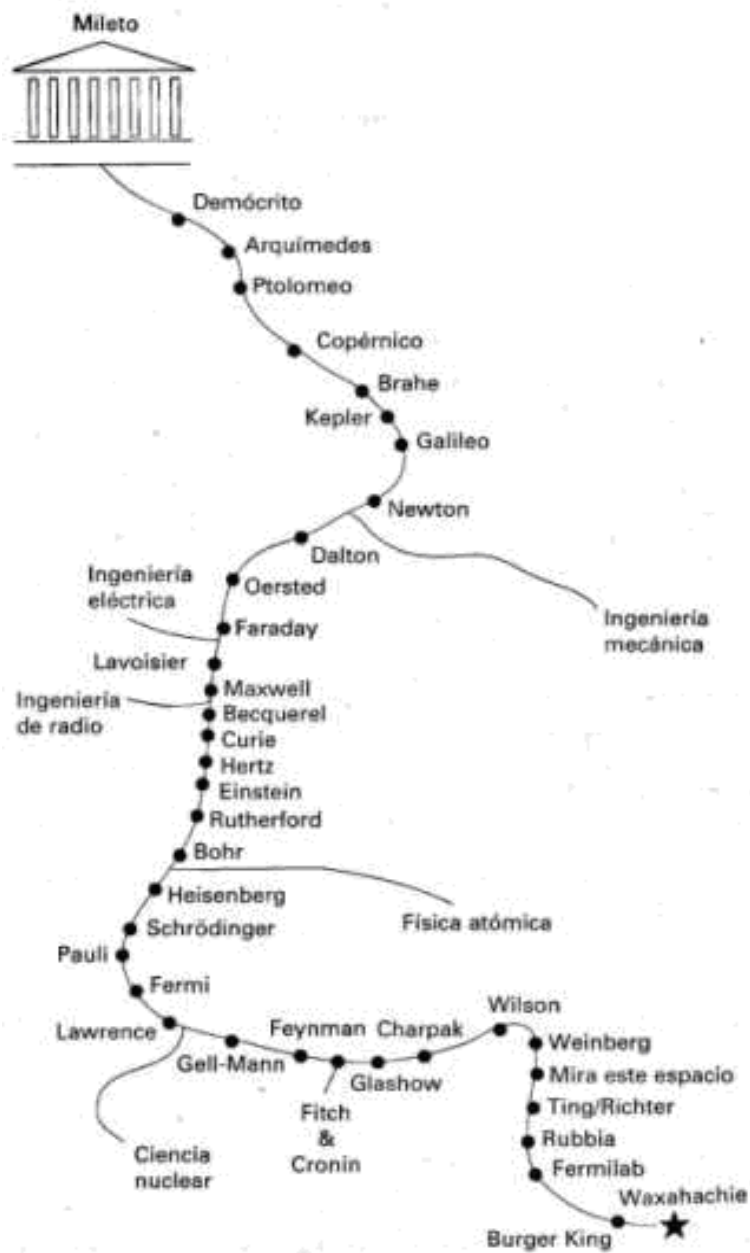 Mileto
Demócrito
Arquímedes
Ptolomeo
Copérnico
Brahe
Kepler
Galileo
Newton
Dalton
Ingeniería
mecánica
Oersted
Ingeniería
eléctrica
Faraday
Lavoisier
Maxwell
Ingeniería
de radio
Becquerel
Curie
Hertz
Einstein
Rutherford
Bohr
Heisenberg
Física atómica
Schrödinger
Pauli
Fermi
Lawrence
Ciencia
nuclear
Gell-Mann
Feynman
Fitch
&
Cronin
Glashow
Charpak
Wilson
Weinberg
Mira este espacio
Ting/Richter
Rubbia
Fermilab
Burger King
Waxahachie